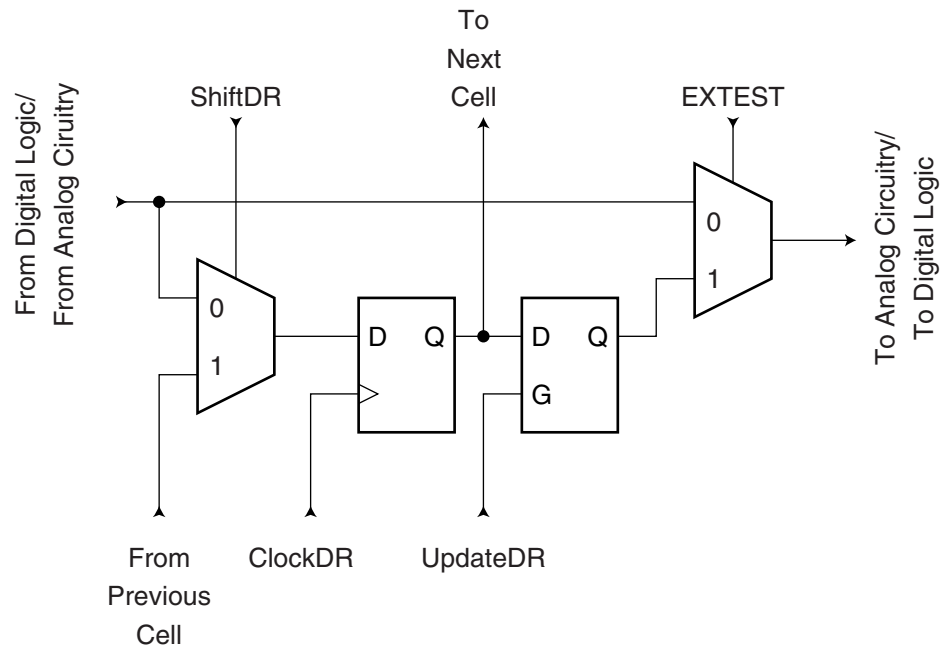 To
Next
Cell
ShiftDR
EXTEST
From Digital Logic/
From Analog Ciruitry
To Analog Circuitry/
To Digital Logic
0
1
0
1
D Q
D Q
G
From
Previous
Cell
ClockDR
UpdateDR